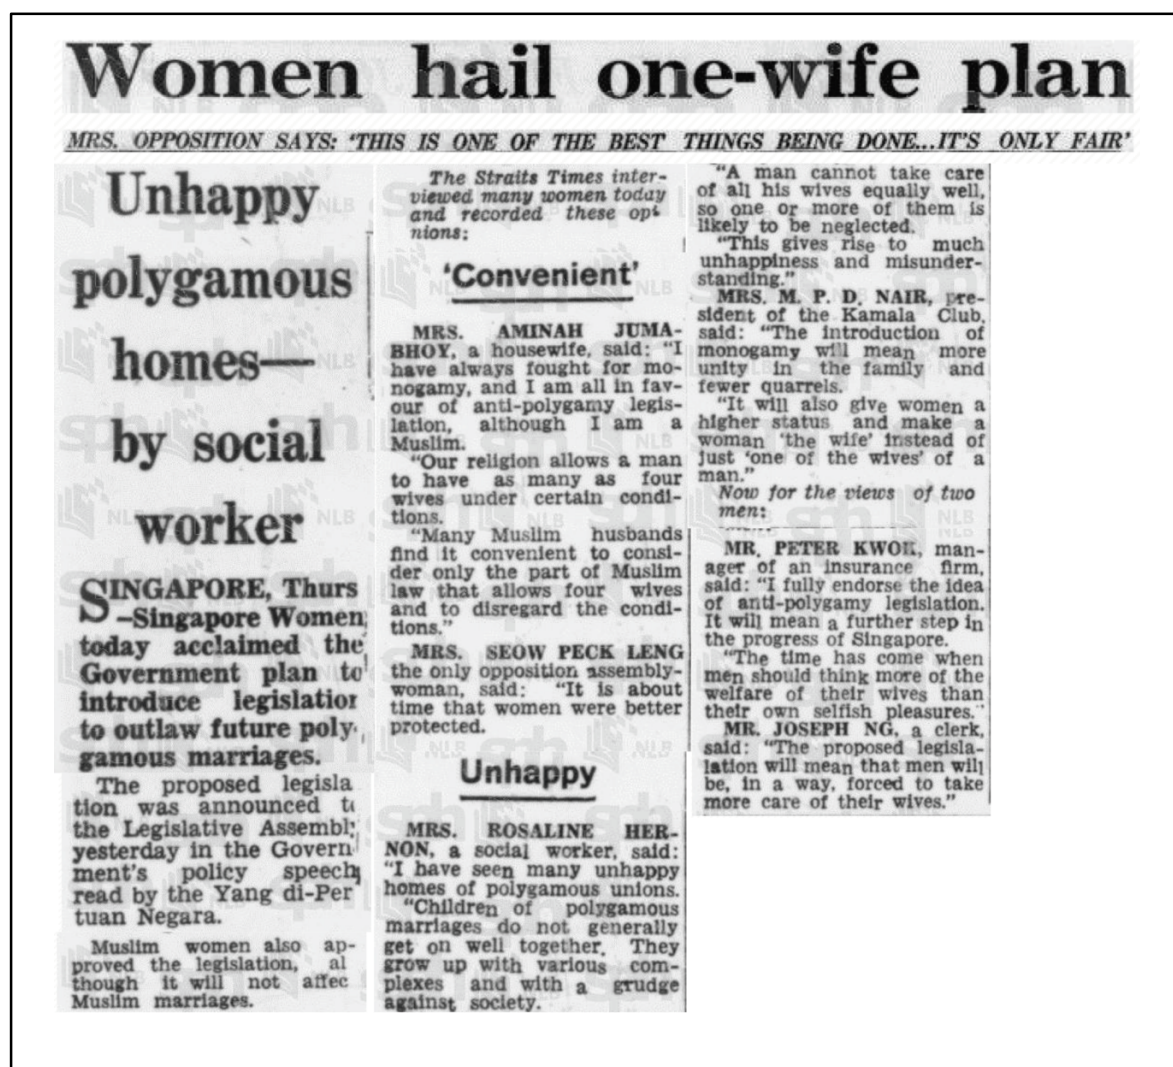 Women hail one-wife plan
MRS. OPPOSITION SAYS: 'THIS IS ONE OF THE BEST THINGS BEING DONE...IT'S ONLY FAIR'
Unhappy
polygamous
homes—
by social
worker
SINGAPORE, Thurs
—Singapore Women
today acclaimed the
Government plan to
introduce legislation
to outlaw future poly-
gamous marriages.
The proposed legisla
tion was announced to
the Legislative Assembly
yesterday in the Govern
ment's policy speech
read by the Yang di-Per
tuan Negara.
Muslim women also ap-
proved the legislation, al
though it will not affec
Muslim marriages.
The Straits Times inter-
viewed many women today
and recorded these opi
nions:
'Convenient'
MRS. AMINAH JUMA-
BHOY, a housewife, said: "I
have always fought for mo-
nogamy, and I am all in fav-
our of anti-polygamy legis-
lation, although I am a
Muslim.
"Our religion allows a man
to have as many as four
wives under certain condi-
tions.
"Many Muslim husbands
find it convenient to consi-
der only the part of Muslim
law that allows four wives
and to disregard the condi-
tions."
MRS. SEOW PECK LENG
the only opposition assembly-
woman, said: "It is about
time that women were better
protected.
Unhappy
MRS. ROSALINE HER-
NON, a social worker, said:
"I have seen many unhappy
homes of polygamous unions.
"Children of polygamous
marriages do not generally
get on well together. They
grow up with various com-
plexes and with a grudge
against society.
"A man cannot take care
of all his wives equally well,
so one or more of them is
likely to be neglected.
"This gives rise to much
unhappiness and misunder-
standing."
MRS. M. P. D. NAIR, pre-
sident of the Kamala Club,
said: "The introduction of
monogamy will mean more
unity in the family and
fewer quarrels.
"It will also give women a
higher status and make a
woman 'the wife' instead of
just 'one of the wives' of a
man."
Now for the views of two
men:
MR. PETER KWOK, man-
ager of an insurance firm,
said: "I fully endorse the idea
of anti-polygamy legislation.
It will mean a further step in
the progress of Singapore.
"The time has come when
men should think more of the
welfare of their wives than
their own selfish pleasures."
MR. JOSEPH NG, a clerk,
said: "The proposed legisla-
lation will mean that men will
be, in a way, forced to take
more care of their wives."